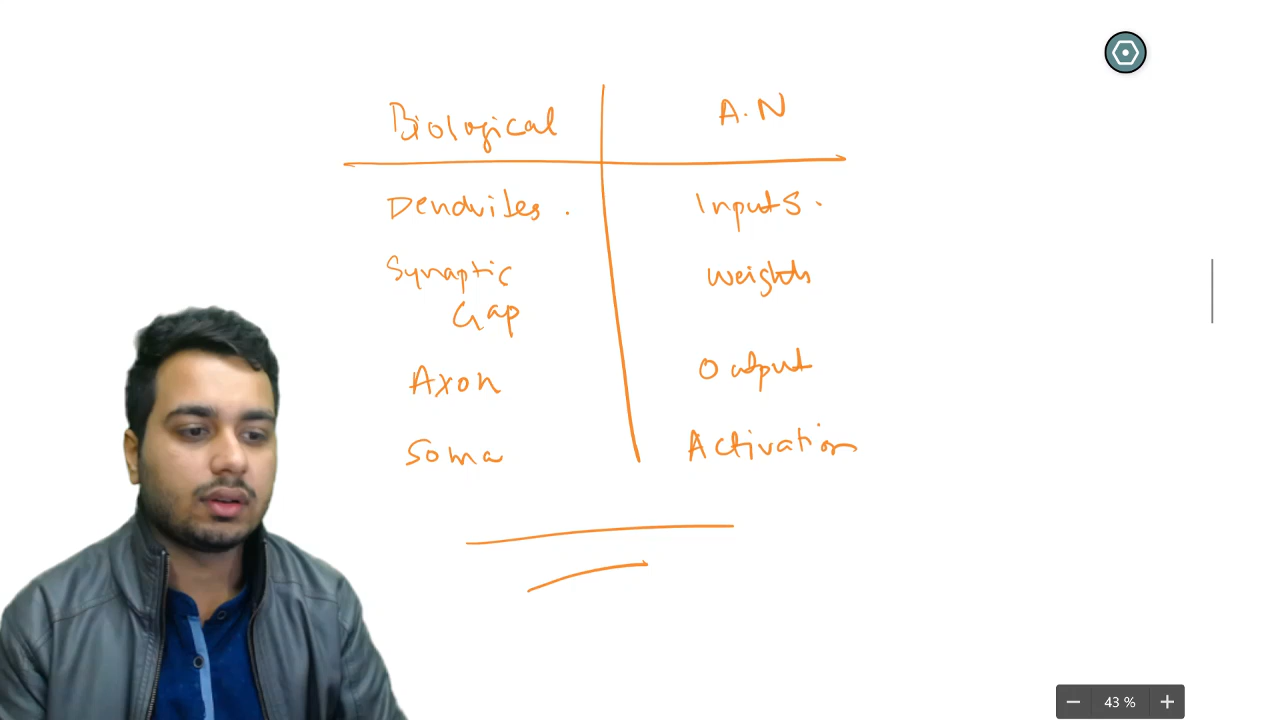 Biological A.N
Dendrites. Inputs.
Synaptic Weights
Gap
Axon Output
Soma Activation
43 %